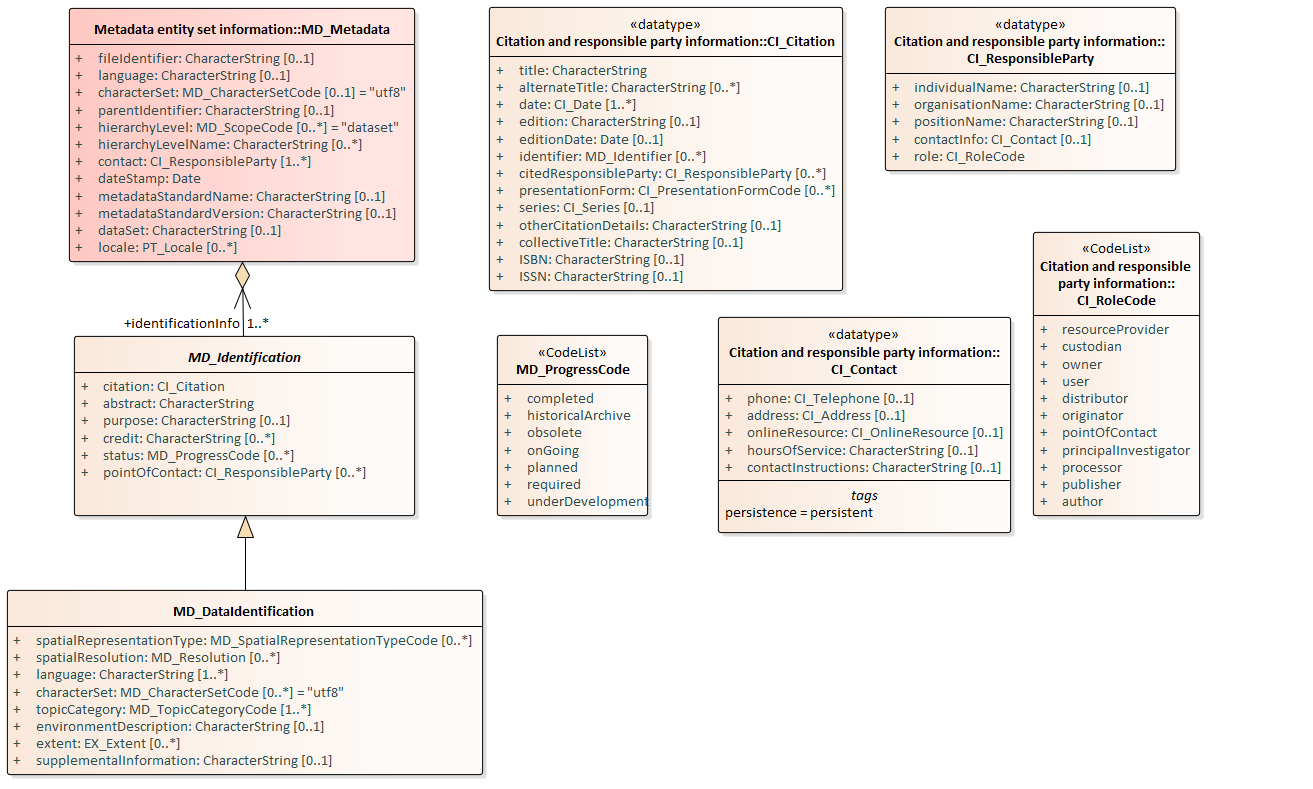 Metadata entity set information::MD_Metadata
+ fileIdentifier: CharacterString [0..1]
+ language: CharacterString [0..1]
+ characterSet: MD_CharacterSetCode [0..1] = "utf8"
+ parentIdentifier: CharacterString [0..1]
+ hierarchyLevel: MD_ScopeCode [0..*] = "dataset"
+ hierarchyLevelName: CharacterString [0..*]
+ contact: CI_ResponsibleParty [1..*]
+ dateStamp: Date
+ metadataStandardName: CharacterString [0..1]
+ metadataStandardVersion: CharacterString [0..1]
+ dataSet: CharacterString [0..1]
+ locale: PT_Locale [0..*]
+identificationInfo 1..*
MD_Identification
+ citation: CI_Citation
+ abstract: CharacterString
+ purpose: CharacterString [0..1]
+ credit: CharacterString [0..*]
+ status: MD_ProgressCode [0..*]
+ pointOfContact: CI_ResponsibleParty [0..*]
MD_DataIdentification
+ spatialRepresentationType: MD_SpatialRepresentationTypeCode [0..*]
+ spatialResolution: MD_Resolution [0..*]
+ language: CharacterString [1..*]
+ characterSet: MD_CharacterSetCode [0..*] = "utf8"
+ topicCategory: MD_TopicCategoryCode [1..*]
+ environmentDescription: CharacterString [0..1]
+ extent: EX_Extent [0..*]
+ supplementalInformation: CharacterString [0..1]
«datatype»
Citation and responsible party information::CI_Citation
+ title: CharacterString
+ alternateTitle: CharacterString [0..*]
+ date: CI_Date [1..*]
+ edition: CharacterString [0..1]
+ editionDate: Date [0..1]
+ identifier: MD_Identifier [0..*]
+ citedResponsibleParty: CI_ResponsibleParty [0..*]
+ presentationForm: CI_PresentationFormCode [0..*]
+ series: CI_Series [0..1]
+ otherCitationDetails: CharacterString [0..1]
+ collectiveTitle: CharacterString [0..1]
+ ISBN: CharacterString [0..1]
+ ISSN: CharacterString [0..1]
«datatype»
Citation and responsible party information::
CI_ResponsibleParty
+ individualName: CharacterString [0..1]
+ organisationName: CharacterString [0..1]
+ positionName: CharacterString [0..1]
+ contactInfo: CI_Contact [0..1]
+ role: CI_RoleCode
«CodeList»
MD_ProgressCode
+ completed
+ historicalArchive
+ obsolete
+ onGoing
+ planned
+ required
+ underDevelopment
«datatype»
Citation and responsible party information::
CI_Contact
+ phone: CI_Telephone [0..1]
+ address: CI_Address [0..1]
+ onlineResource: CI_OnlineResource [0..1]
+ hoursOfService: CharacterString [0..1]
+ contactInstructions: CharacterString [0..1]
tags
persistence = persistent
«CodeList»
Citation and responsible
party information::
CI_RoleCode
+ resourceProvider
+ custodian
+ owner
+ user
+ distributor
+ originator
+ pointOfContact
+ principalInvestigator
+ processor
+ publisher
+ author